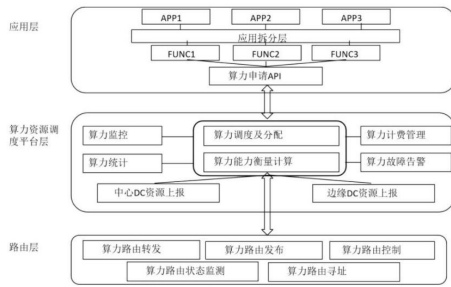 应用层
APP1 APP2 APP3
应用拆分层
FUNC1 FUNC2 FUNC3
算力申请API
算力资源调度平台层
算力监控 算力调度及分配 算力计费管理
算力统计 算力能力衡量计算 算力故障告警
中心DC资源上报 边缘DC资源上报
路由层
算力路由转发 算力路由发布 算力路由控制
算力路由状态监测 算力路由寻址